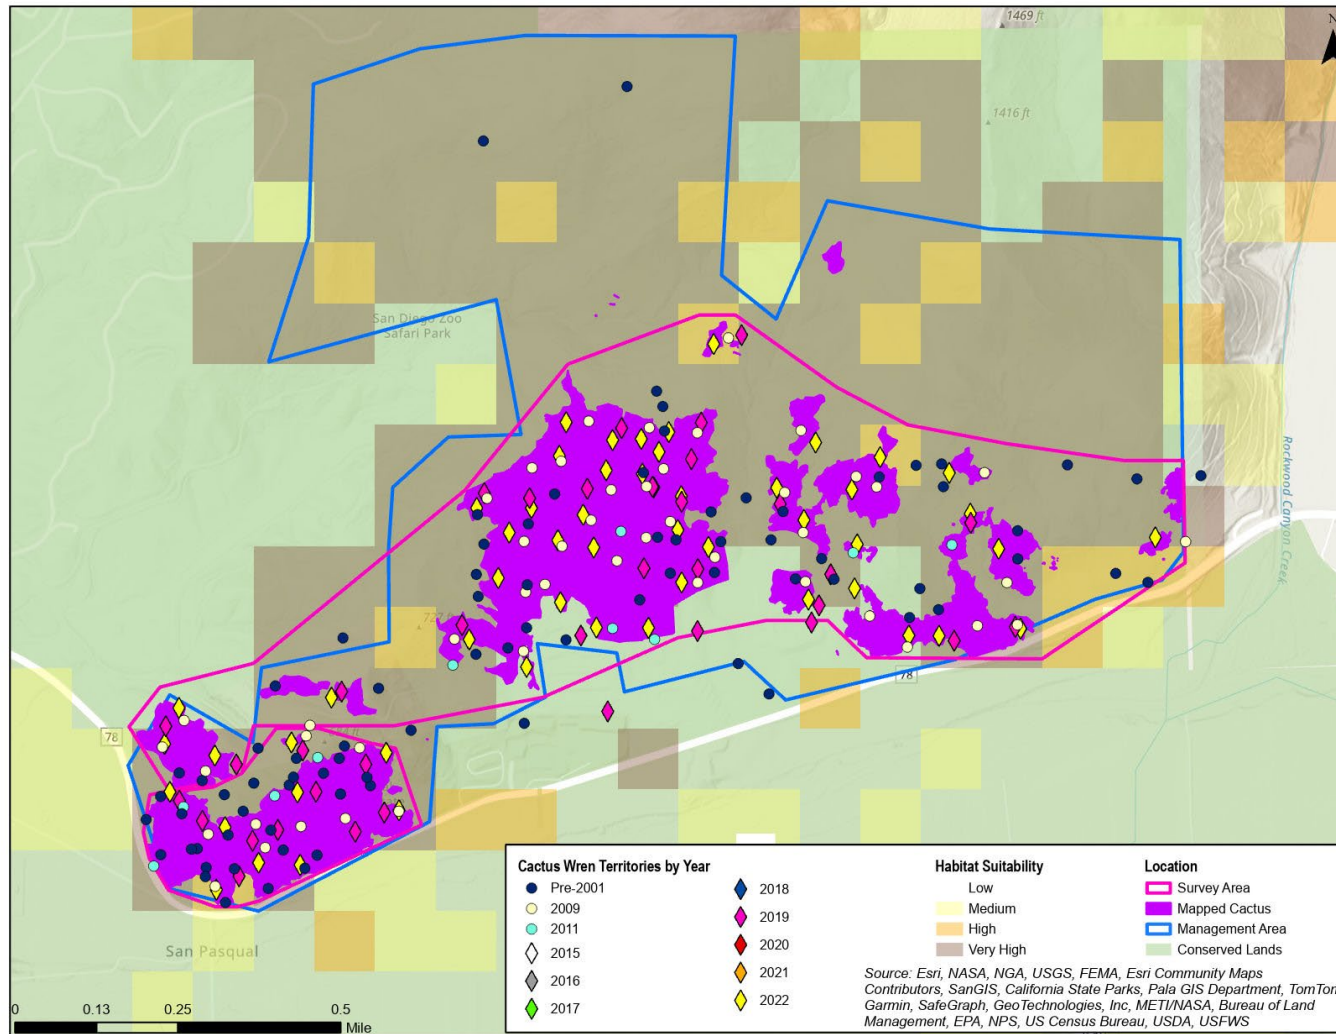 1469 ft
N
1416 ft
San Diego Zoo
Safari Park
Rockwood Canyon Creek
78
78
San Pasqual
0 0.13 0.25 0.5
Mile
Cactus Wren Territories by Year
Pre-2001
2009
2011
2015
2016
2017
2018
2019
2020
2021
2022
Habitat Suitability
Low
Medium
High
Very High
Location
Survey Area
Mapped Cactus
Management Area
Conserved Lands
Source: Esri, NASA, NGA, USGS, FEMA, Esri Community Maps
Contributors, SanGIS, California State Parks, Pala GIS Department, TomTom,
Garmin, SafeGraph, GeoTechnologies, Inc, METI/NASA, Bureau of Land
Management, EPA, NPS, US Census Bureau, USDA, USFWS